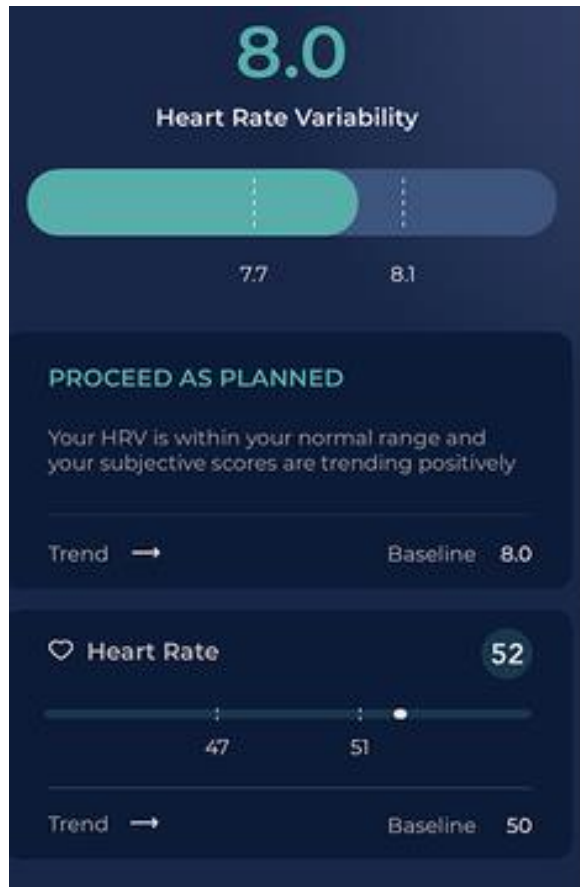 8.0
Heart Rate Variability
7.7 8.1
PROCEED AS PLANNED
Your HRV is within your normal range and
your subjective scores are trending positively
Trend → Baseline 8.0
Heart Rate 52
47 51
Trend → Baseline 50